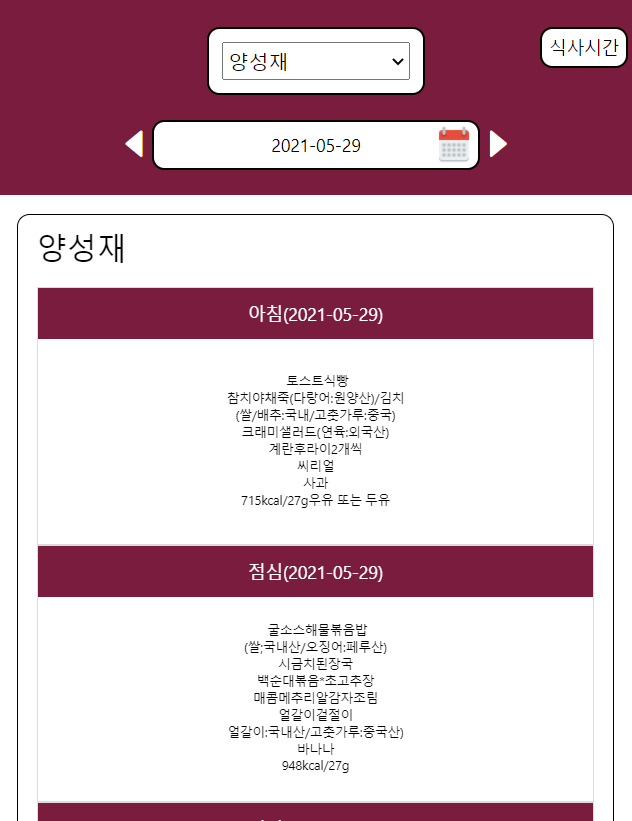 양성재
식사시간
2021-05-29
양성재
아침(2021-05-29)
토스트식빵
참치야채죽(다랑어:원양산)/김치
(쌀/배추:국내/고춧가루:중국)
크래미샐러드(연육:외국산)
계란후라이2개씩
씨리얼
사과
715kcal/27g우유 또는 두유
점심(2021-05-29)
굴소스해물볶음밥
(쌀;국내산/오징어:페루산)
시금치된장국
백순대볶음*초고추장
매콤메추리알감자조림
얼갈이겉절이
얼갈이:국내산/고춧가루:중국산)
바나나
948kcal/27g